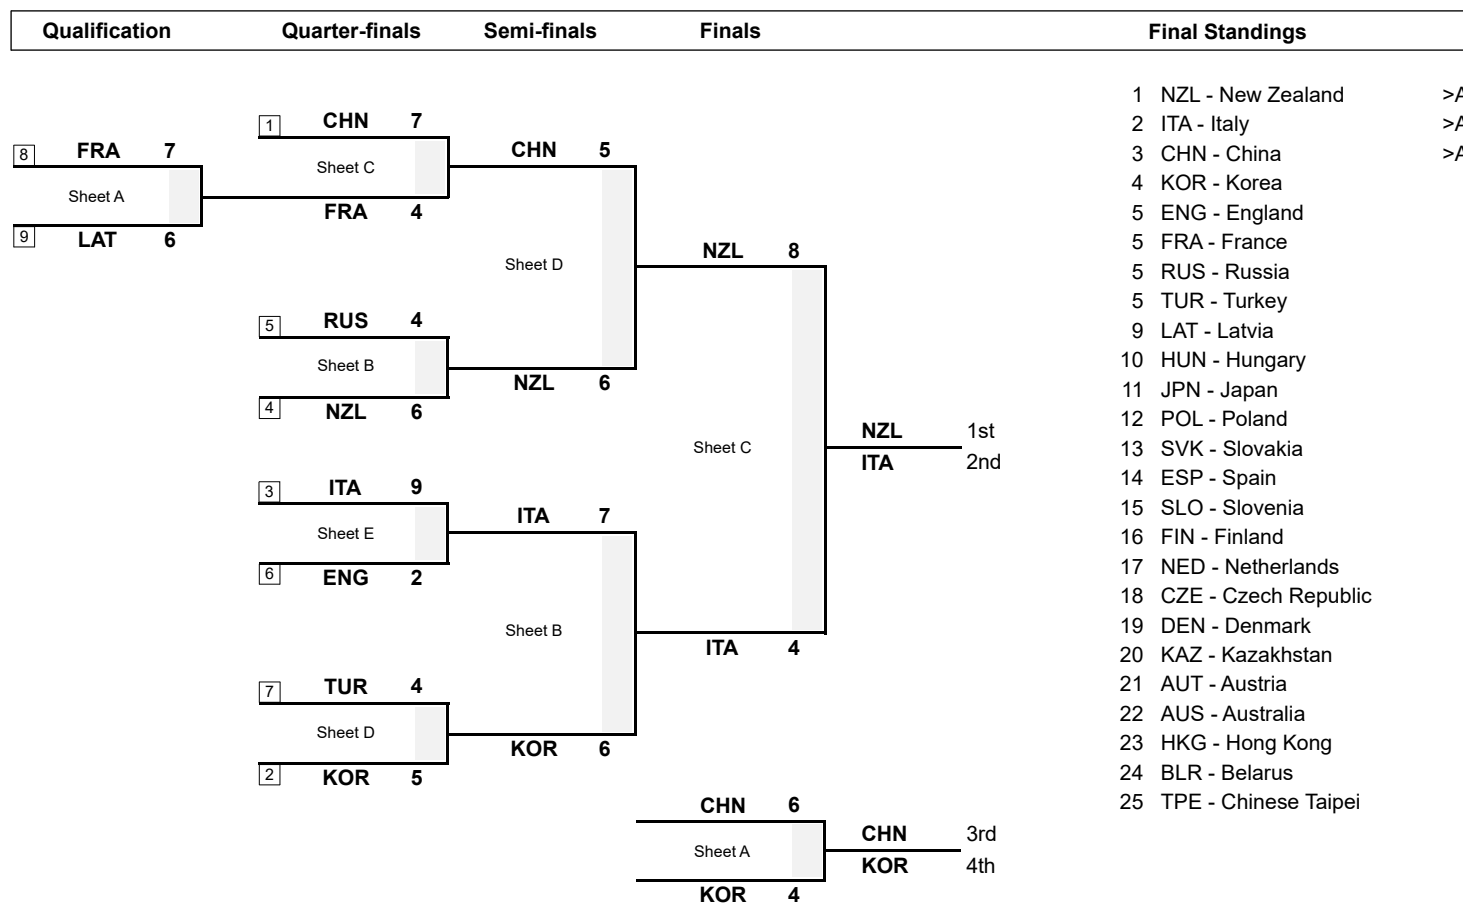 Qualification Quarter-finals Semi-finals Finals Final Standings
8 FRA 7
Sheet A
9 LAT 6
1 CHN 7
Sheet C
FRA 4
5 RUS 4
Sheet B
4 NZL 6
3 ITA 9
Sheet E
6 ENG 2
7 TUR 4
Sheet D
2 KOR 5
CHN 5
Sheet D
NZL 6
ITA 7
Sheet B
KOR 6
NZL 8
Sheet C
ITA 4
NZL 1st
ITA 2nd
CHN 6
Sheet A
KOR 4
CHN 3rd
KOR 4th
1 NZL - New Zealand >A
2 ITA - Italy >A
3 CHN - China >A
4 KOR - Korea
5 ENG - England
5 FRA - France
5 RUS - Russia
5 TUR - Turkey
9 LAT - Latvia
10 HUN - Hungary
11 JPN - Japan
12 POL - Poland
13 SVK - Slovakia
14 ESP - Spain
15 SLO - Slovenia
16 FIN - Finland
17 NED - Netherlands
18 CZE - Czech Republic
19 DEN - Denmark
20 KAZ - Kazakhstan
21 AUT - Austria
22 AUS - Australia
23 HKG - Hong Kong
24 BLR - Belarus
25 TPE - Chinese Taipei